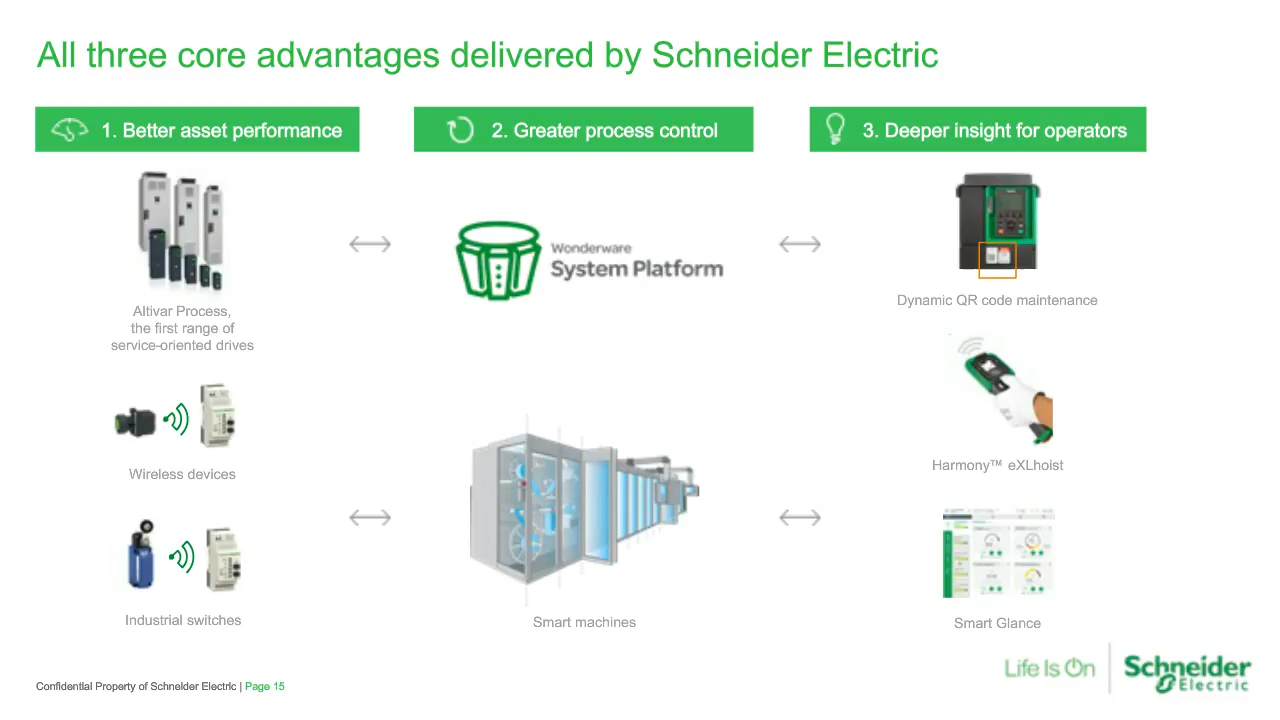 All three core advantages delivered by Schneider Electric
1. Better asset performance
2. Greater process control
3. Deeper insight for operators
Wonderware
System Platform
Altivar Process,
the first range of
service-oriented drives
Dynamic QR code maintenance
Wireless devices
Harmony™ eXLhoist
Industrial switches
Smart machines
Smart Glance
Confidential Property of Schneider Electric | Page 15
Life Is On
Schneider
Electric